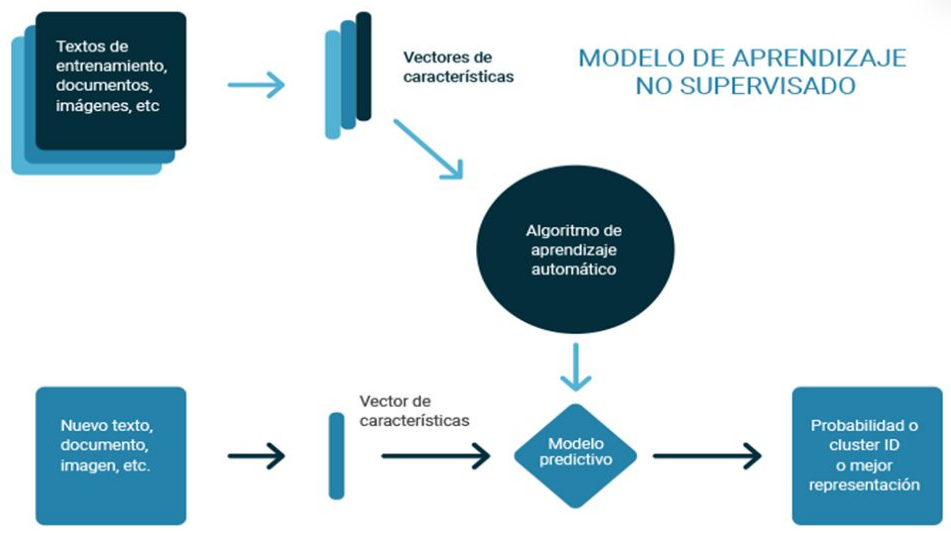 Textos de
entrenamiento,
documentos,
imágenes, etc
Vectores de
característícas
MODELO DE APRENDIZAJE
NO SUPERVISADO
Algoritmo de
aprendizaje
automático
Nuevo texto,
documento,
imagen, etc.
Vector de
características
Modelo
predictivo
Probabilidad o
cluster ID
o mejor
representación